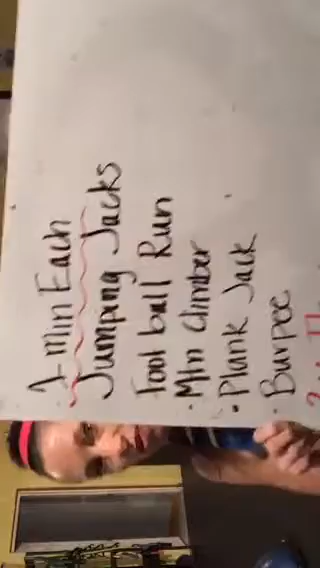 1 Min Each
Jumping Jacks
Foot ball Run
• Mtn Climber
• Plank Jack
• Burpee